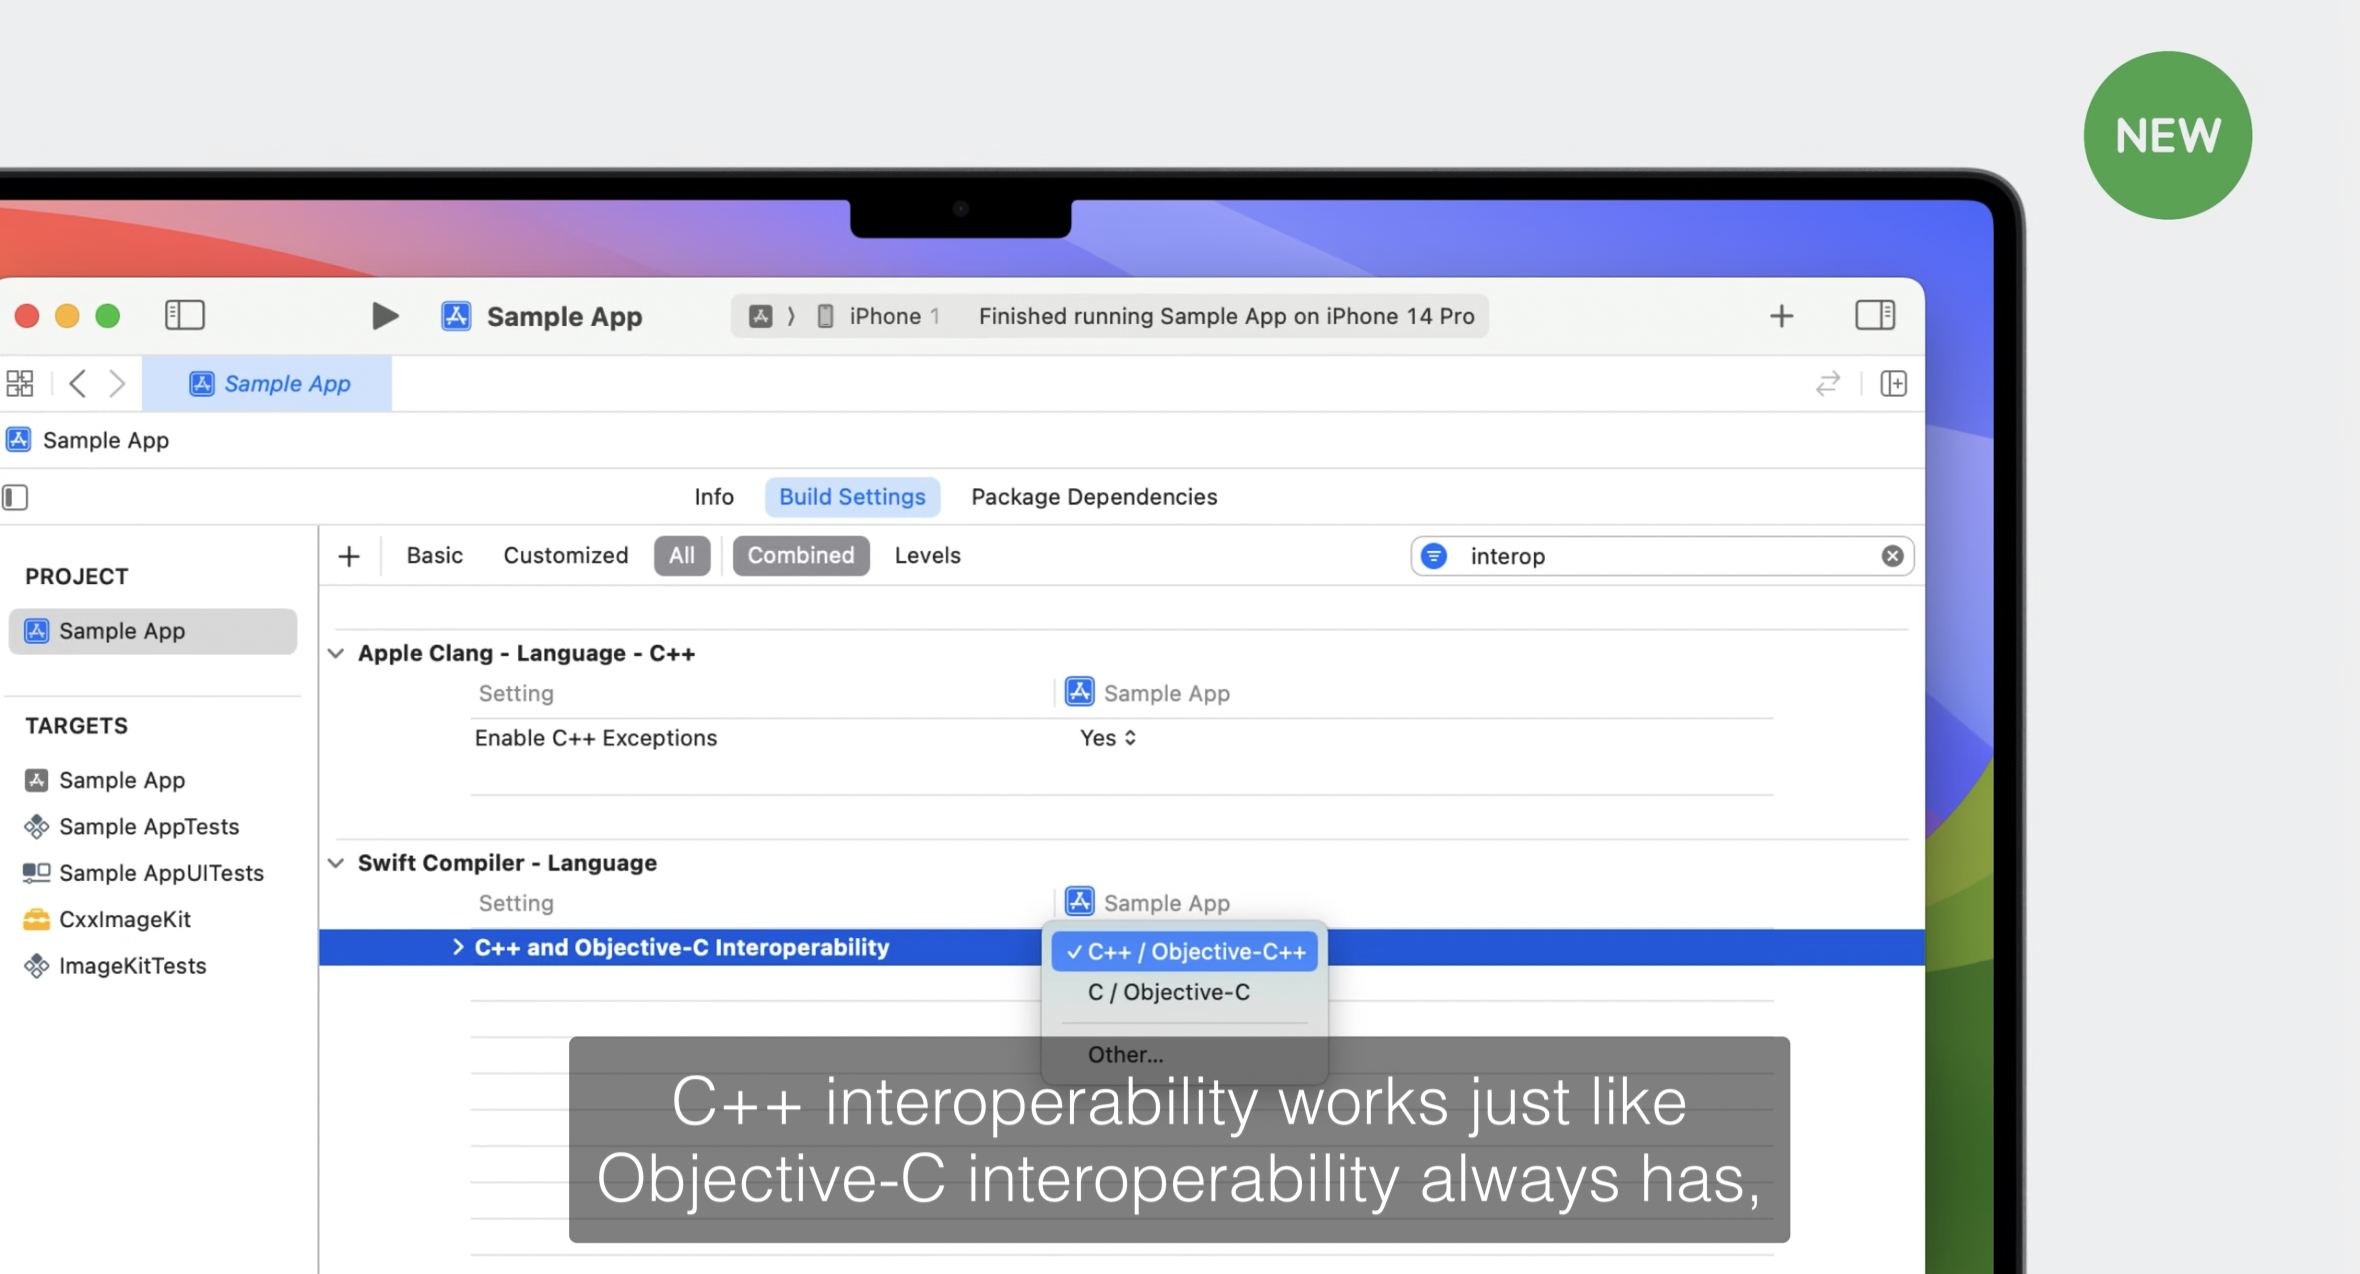 NEW
Sample App
iPhone 1
Finished running Sample App on iPhone 14 Pro
Sample App
Sample App
Info
Build Settings
Package Dependencies
Basic
Customized
All
Combined
Levels
interop
PROJECT
Sample App
TARGETS
Sample App
Sample AppTests
Sample AppUITests
CxxImageKit
ImageKitTests
Apple Clang - Language - C++
Setting
Sample App
Enable C++ Exceptions
Yes
Swift Compiler - Language
Setting
Sample App
C++ and Objective-C Interoperability
C++ / Objective-C++
C / Objective-C
Other...
C++ interoperability works just like
Objective-C interoperability always has,